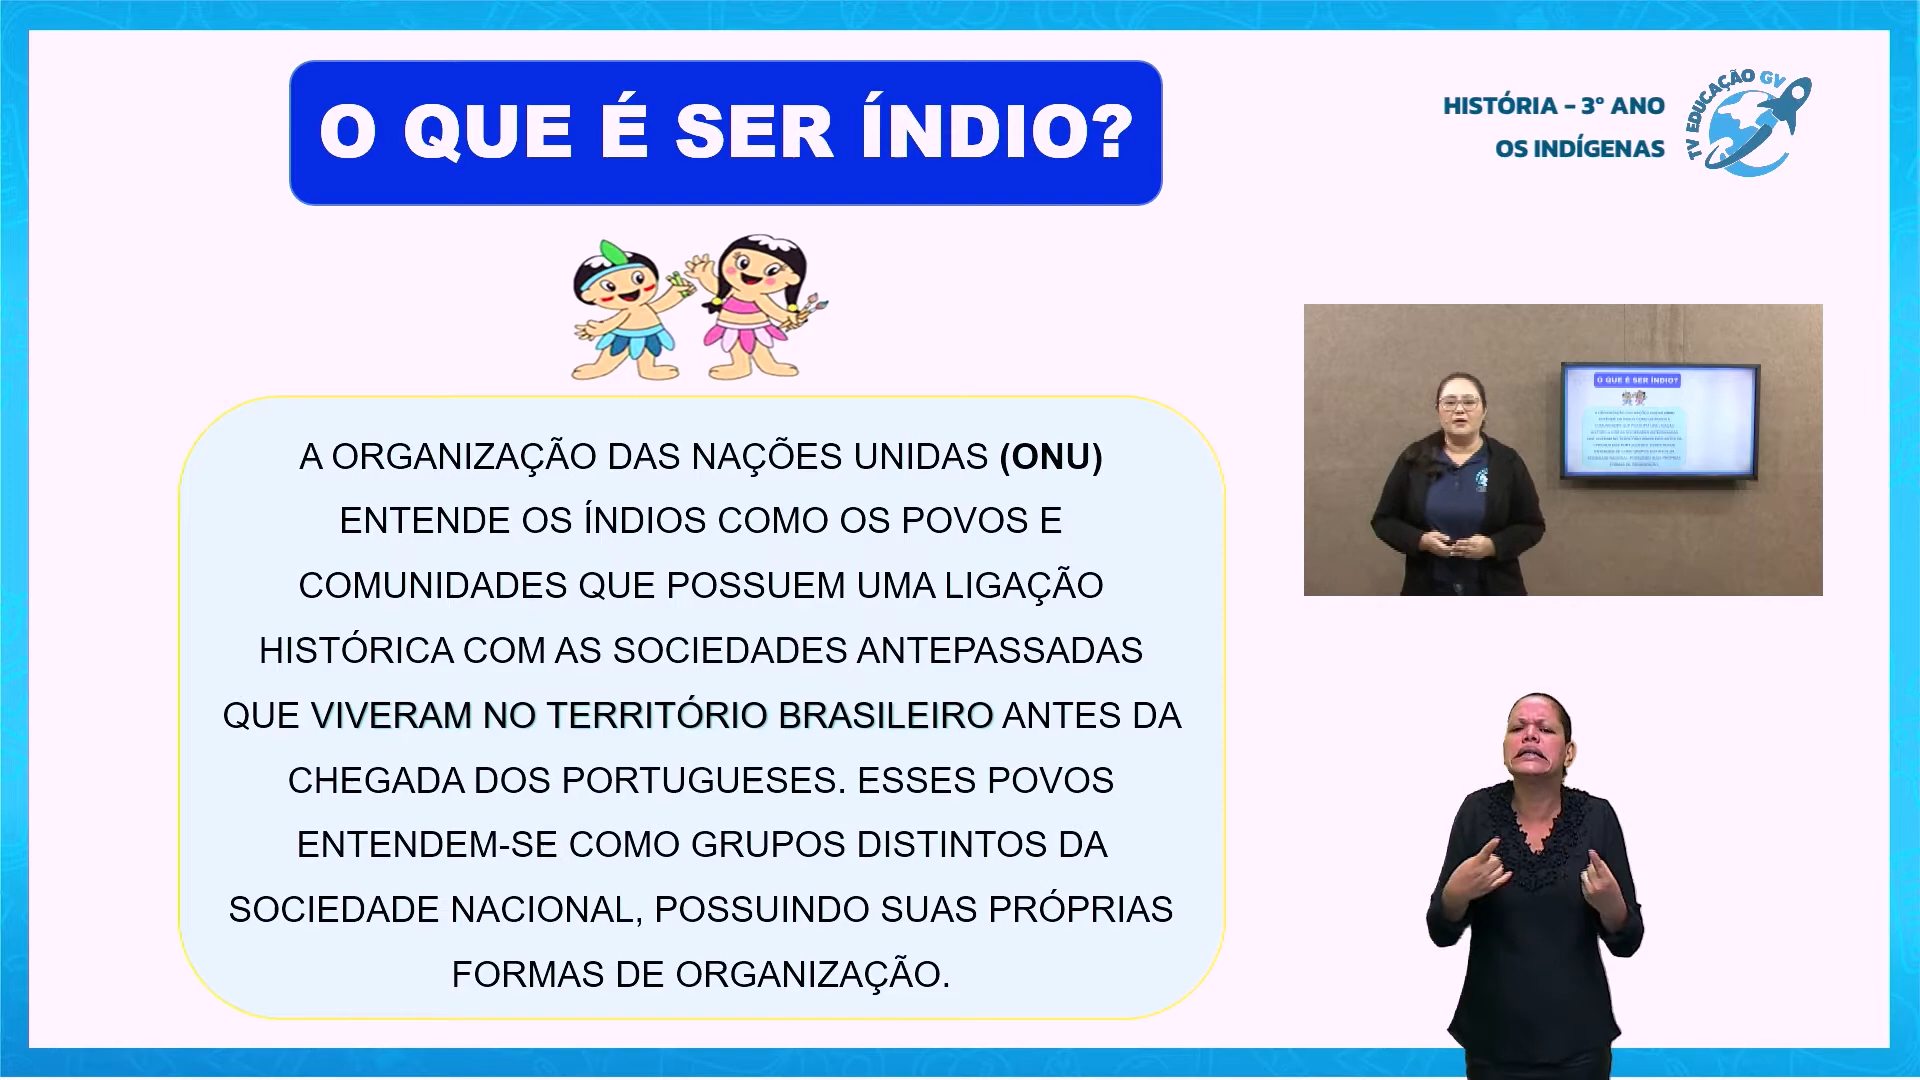 O QUE É SER ÍNDIO?
HISTÓRIA – 3º ANO
OS INDÍGENAS
TV EDUCAÇÃO GV
A ORGANIZAÇÃO DAS NAÇÕES UNIDAS (ONU)
ENTENDE OS ÍNDIOS COMO OS POVOS E
COMUNIDADES QUE POSSUEM UMA LIGAÇÃO
HISTÓRICA COM AS SOCIEDADES ANTEPASSADAS
QUE VIVERAM NO TERRITÓRIO BRASILEIRO ANTES DA
CHEGADA DOS PORTUGUESES. ESSES POVOS
ENTENDEM-SE COMO GRUPOS DISTINTOS DA
SOCIEDADE NACIONAL, POSSUINDO SUAS PRÓPRIAS
FORMAS DE ORGANIZAÇÃO.
O QUE É SER ÍNDIO?